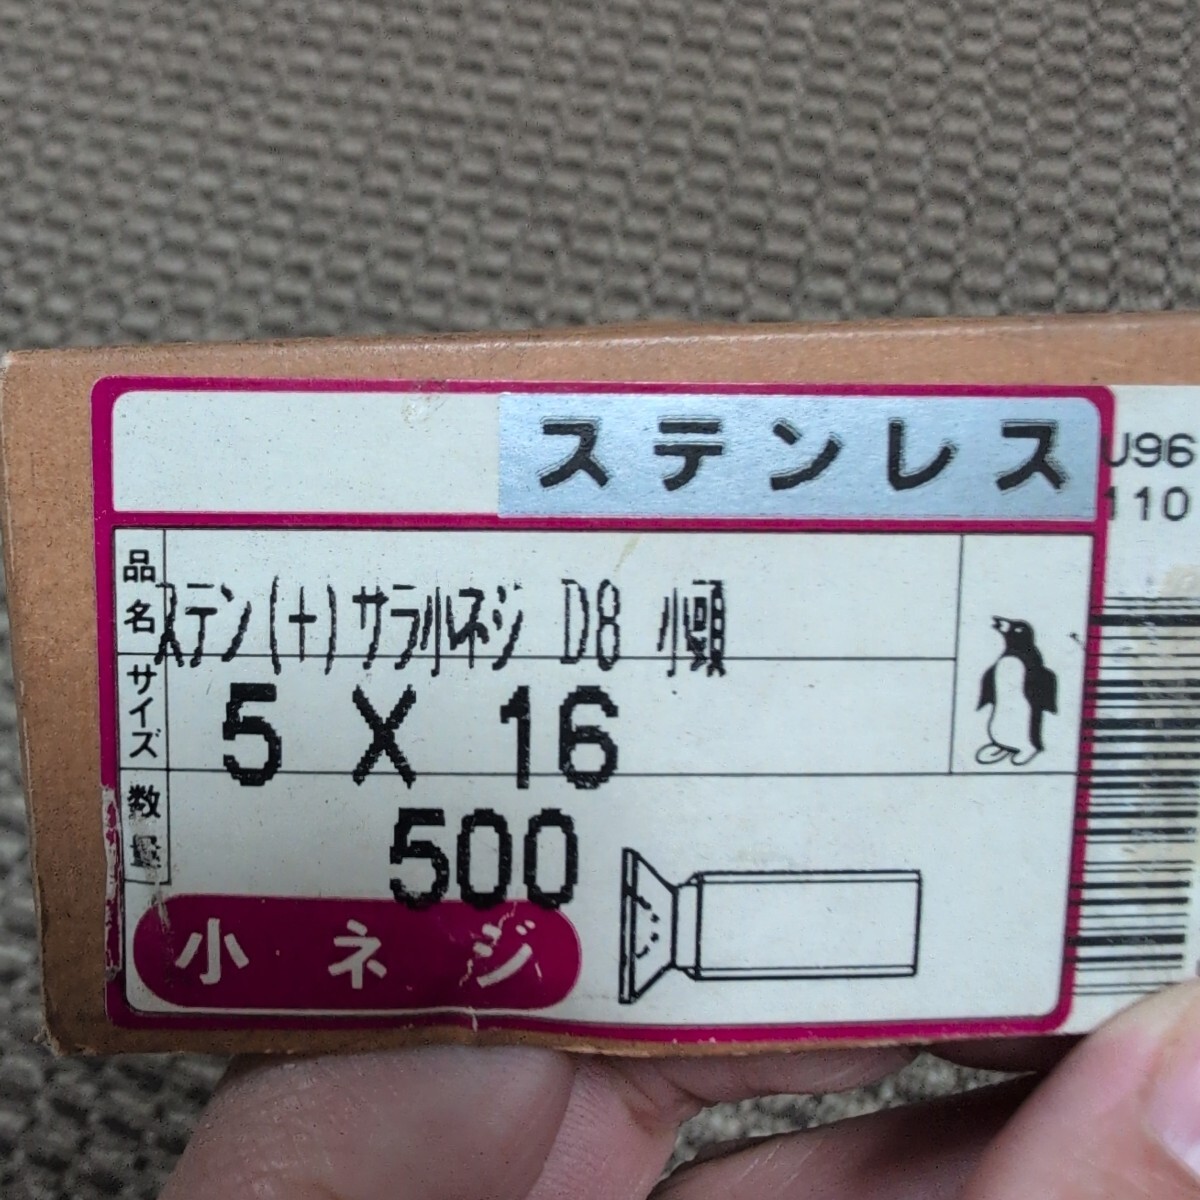 ステンレス
U96
110
品名 ステン(+)サラ小ネジ D8 小頭
サイズ 5 X 16
数量 500
小ネジ